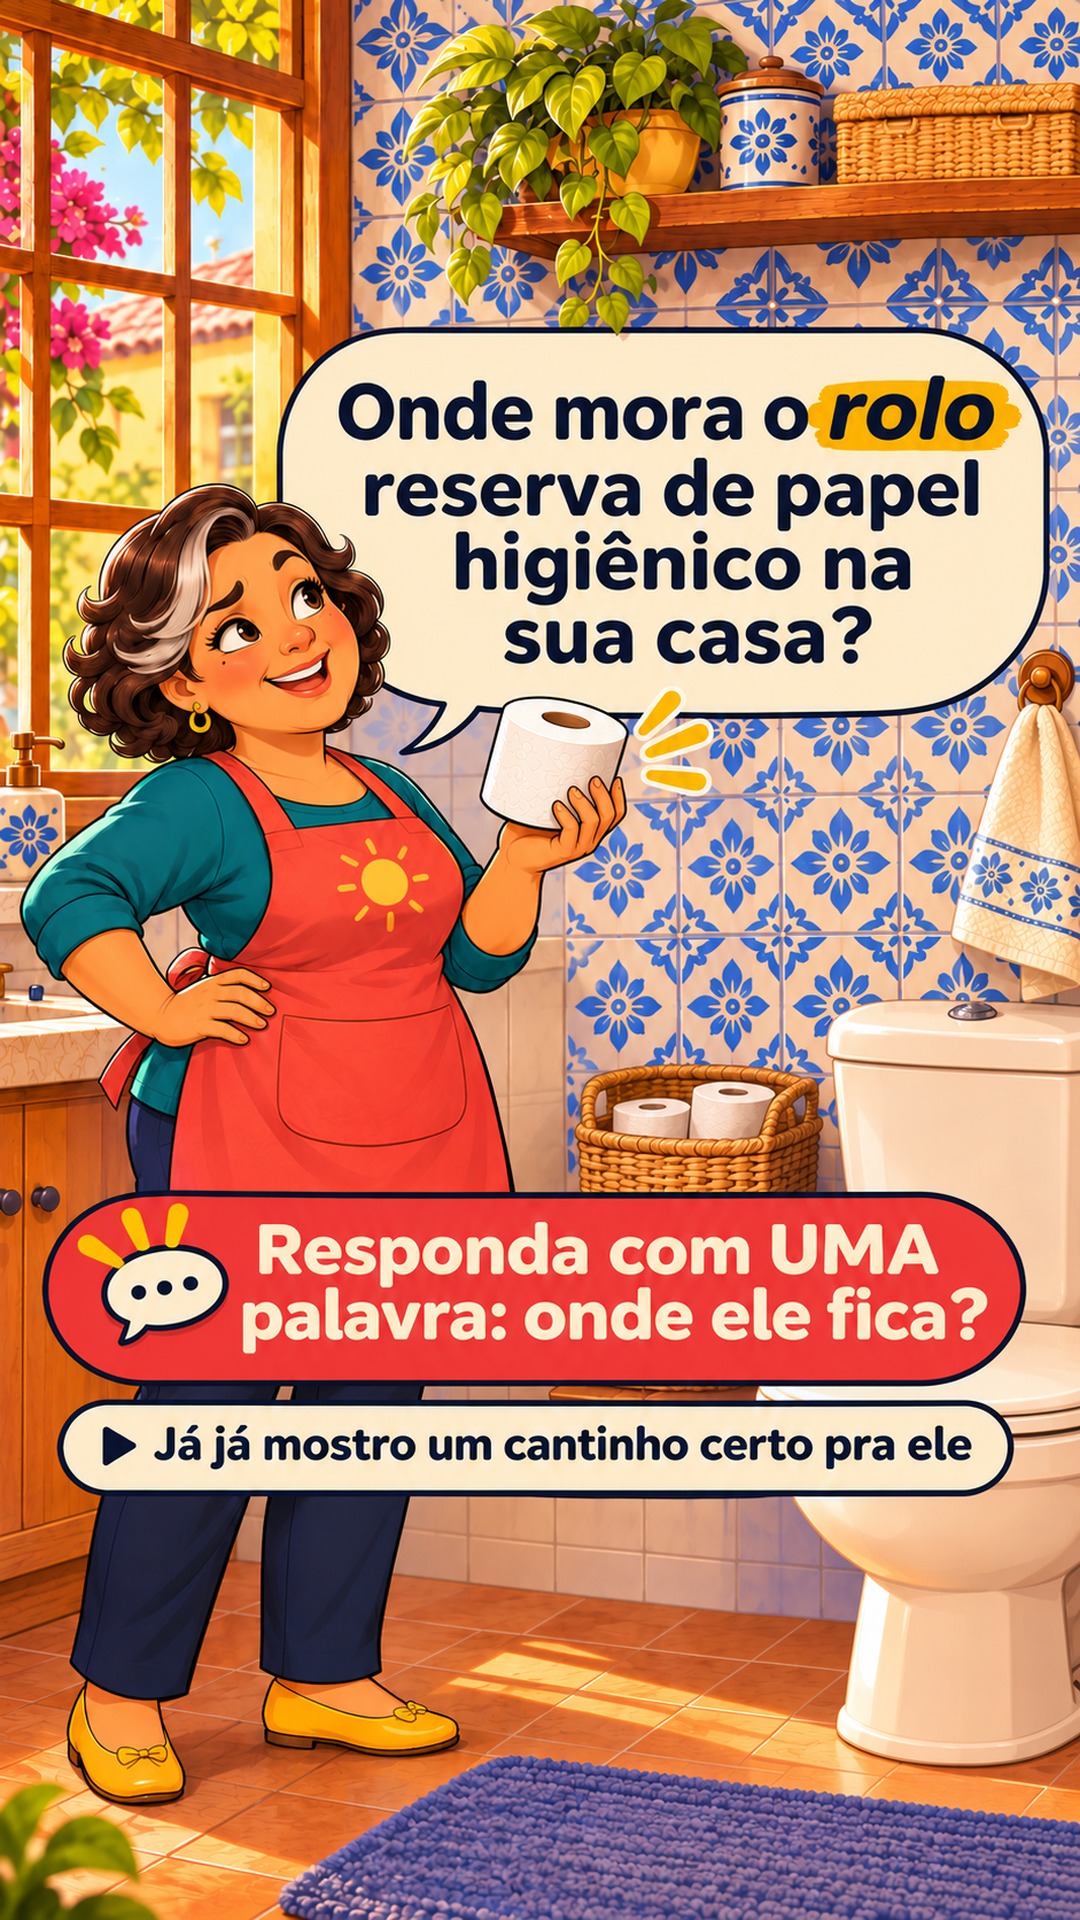 Onde mora o rolo
reserva de papel
higiênico na
sua casa?
Responda com UMA
palavra: onde ele fica?
Já já mostro um cantinho certo pra ele